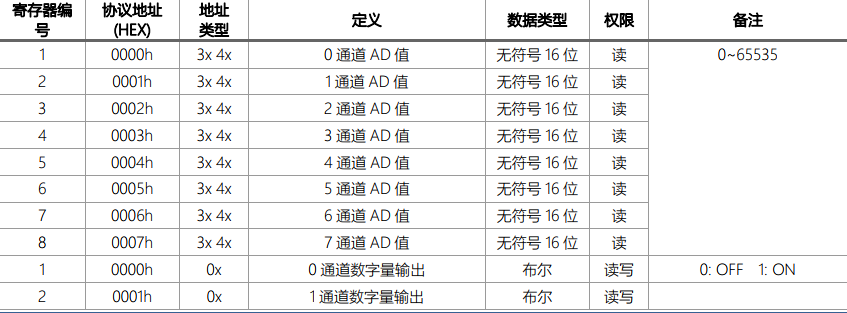 寄存器编号 协议地址(HEX) 地址类型 定义 数据类型 权限 备注
1 0000h 3x 4x 0 通道 AD 值 无符号 16 位 读 0~65535
2 0001h 3x 4x 1 通道 AD 值 无符号 16 位 读
3 0002h 3x 4x 2 通道 AD 值 无符号 16 位 读
4 0003h 3x 4x 3 通道 AD 值 无符号 16 位 读
5 0004h 3x 4x 4 通道 AD 值 无符号 16 位 读
6 0005h 3x 4x 5 通道 AD 值 无符号 16 位 读
7 0006h 3x 4x 6 通道 AD 值 无符号 16 位 读
8 0007h 3x 4x 7 通道 AD 值 无符号 16 位 读
1 0000h 0x 0 通道数字量输出 布尔 读写 0: OFF 1: ON
2 0001h 0x 1 通道数字量输出 布尔 读写